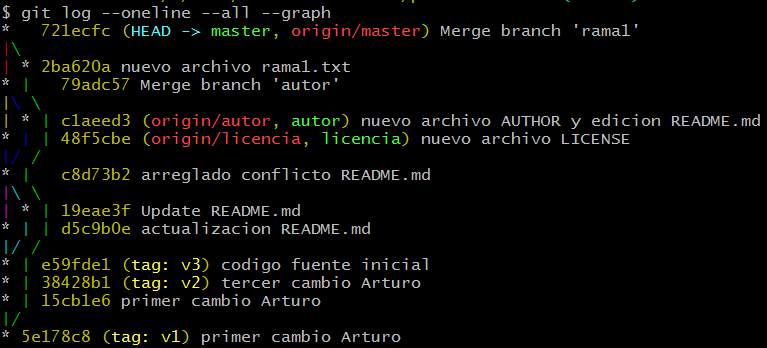 $ git log --oneline --all --graph
*   721ecfc (HEAD -> master, origin/master) Merge branch 'rama1'
|\
| * 2ba620a nuevo archivo rama1.txt
* |   79adc57 Merge branch 'autor'
|\ \
| * | c1aeed3 (origin/autor, autor) nuevo archivo AUTHOR y edicion README.md
* | | 48f5cbe (origin/licencia, licencia) nuevo archivo LICENSE
|/ /
* |   c8d73b2 arreglado conflicto README.md
|\ \
| * | 19eae3f Update README.md
* | | d5c9b0e actualizacion README.md
|/ /
* | e59fde1 (tag: v3) codigo fuente inicial
* | 38428b1 (tag: v2) tercer cambio Arturo
* | 15cb1e6 primer cambio Arturo
|/
* 5e178c8 (tag: v1) primer cambio Arturo